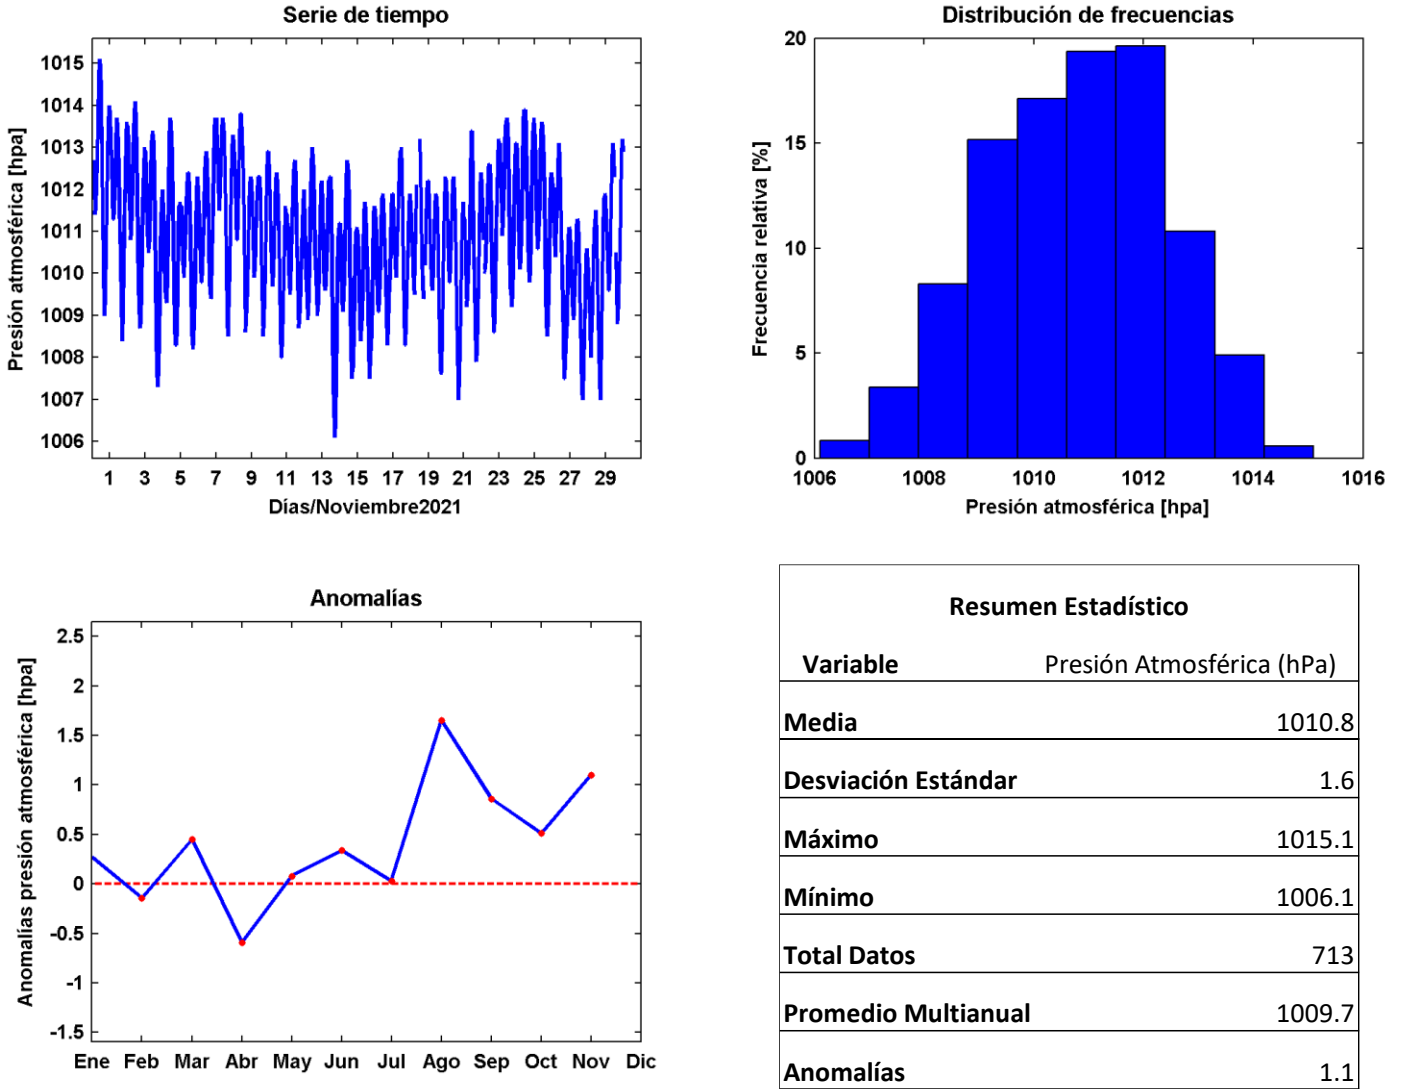 Serie de tiempo
Presión atmosférica [hpa]
1015
1014
1013
1012
1011
1010
1009
1008
1007
1006
1 3 5 7 9 11 13 15 17 19 21 23 25 27 29
Días/Noviembre2021
Distribución de frecuencias
Frecuencia relativa [%]
20
15
10
5
0
1006 1008 1010 1012 1014 1016
Presión atmosférica [hpa]
Anomalías
Anomalías presión atmosférica [hpa]
2.5
2
1.5
1
0.5
0
-0.5
-1
-1.5
Ene Feb Mar Abr May Jun Jul Ago Sep Oct Nov Dic
Resumen Estadístico
Variable Presión Atmosférica (hPa)
Media 1010.8
Desviación Estándar 1.6
Máximo 1015.1
Mínimo 1006.1
Total Datos 713
Promedio Multianual 1009.7
Anomalías 1.1